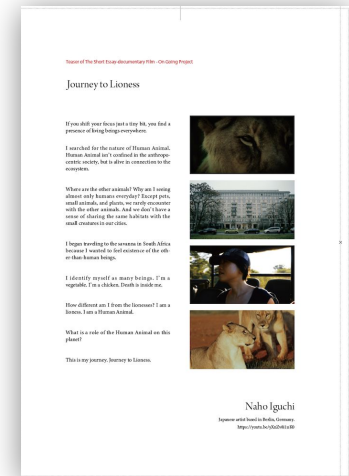 Teaser of The Short Essay-documentary Film - On Going Project
Journey to Lioness
If you shift your focus just a tiny bit, you find a
presence of living beings everywhere.
I searched for the nature of Human Animal.
Human Animal isn't confined in the anthropo-
centric society, but is alive in connection to the
ecosystem.
Where are the other animals? Why am I seeing
almost only humans everyday? Except pets,
small animals, and plants, we rarely encounter
with the other animals. And we don't have a
sense of sharing the same habitats with the
small creatures in our cities.
I began traveling to the savanna in South Africa
because I wanted to feel existence of the oth-
er-than-human beings.
I identify myself as many beings. I'm a
vegetable. I'm a chicken. Death is inside me.
How different am I from the lionesses? I am a
lioness. I am a Human Animal.
What is a role of the Human Animal on this
planet?
This is my journey. Journey to Lioness.
Naho Iguchi
Japanese artist based in Berlin, Germany.